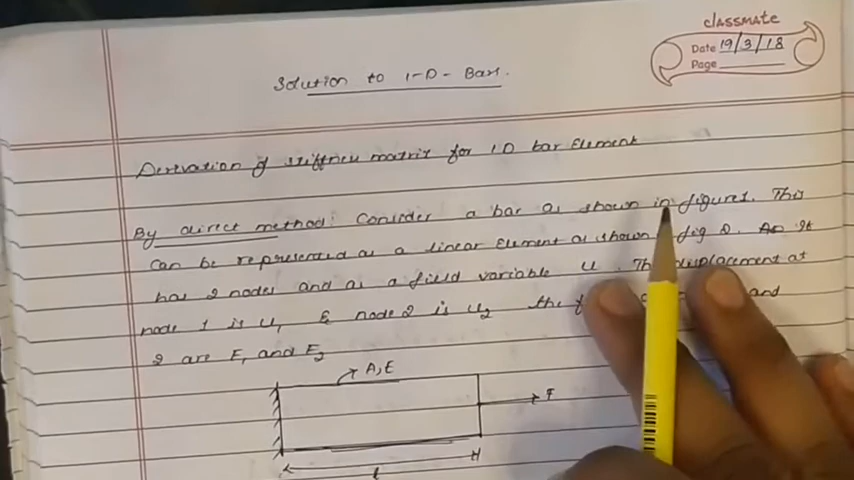 classmate
Date 19/3/18
Page
Solution to 1-D-Bars.
Derivation of stiffness matrix for 1D bar Element
By direct method: Consider a bar as shown in figure 1. This
can be represented as a linear Element as shown fig 2. As It
has 2 nodes and as a field variable u. The displacement at
node 1 is u1 & node 2 is u2 the and
2 are F1 and F2
A,E
F
l